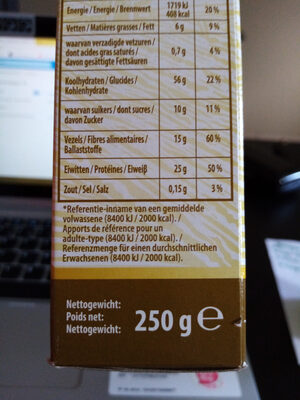 Energie / Energie / Brennwert 1719 kJ 20 %
408 kcal
Vetten / Matières grasses / Fett 6 g 9 %
waarvan verzadigde vetzuren /
dont acides gras saturés / 0,7 g 4 %
davon gesättigte Fettsäuren
Koolhydraten / Glucides / 56 g 22 %
Kohlenhydrate
waarvan suikers / dont sucres / 10 g 11 %
davon Zucker
Vezels / Fibres alimentaires / 15 g 60 %
Ballaststoffe
Eiwitten / Protéines / Eiweiß 25 g 50 %
Zout / Sel / Salz 0,15 g 3 %
*Referentie-inname van een gemiddelde
volwassene (8400 kJ / 2000 kcal). /
Apports de référence pour un
adulte-type (8400 kJ / 2000 kcal). /
Referenzmenge für einen durchschnittlichen
Erwachsenen (8400 kJ / 2000 kcal).
Nettogewicht:
Poids net:
Nettogewicht:
250 g ℮